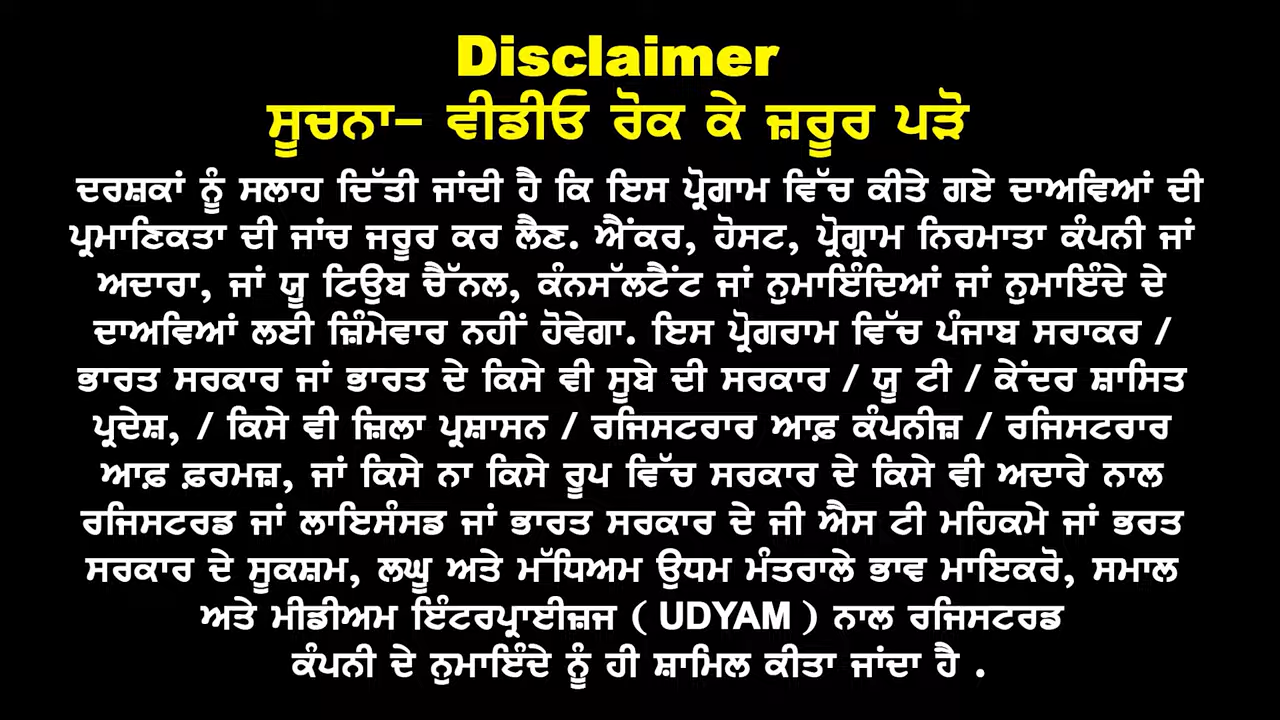 Disclaimer
ਸੂਚਨਾ- ਵੀਡੀਓ ਰੋਕ ਕੇ ਜ਼ਰੂਰ ਪੜੋ
ਦਰਸ਼ਕਾਂ ਨੂੰ ਸਲਾਹ ਦਿੱਤੀ ਜਾਂਦੀ ਹੈ ਕਿ ਇਸ ਪ੍ਰੋਗਾਮ ਵਿੱਚ ਕੀਤੇ ਗਏ ਦਾਅਵਿਆਂ ਦੀ
ਪ੍ਰਮਾਣਿਕਤਾ ਦੀ ਜਾਂਚ ਜਰੂਰ ਕਰ ਲੈਣ. ਐਂਕਰ, ਹੋਸਟ, ਪ੍ਰੋਗ੍ਰਾਮ ਨਿਰਮਾਤਾ ਕੰਪਨੀ ਜਾਂ
ਅਦਾਰਾ, ਜਾਂ ਯੂ ਟਿਉਬ ਚੈੱਨਲ, ਕੰਨਸੱਲਟੈਂਟ ਜਾਂ ਨੁਮਾਇੰਦਿਆਂ ਜਾਂ ਨੁਮਾਇੰਦੇ ਦੇ
ਦਾਅਵਿਆਂ ਲਈ ਜ਼ਿੰਮੇਵਾਰ ਨਹੀਂ ਹੋਵੇਗਾ. ਇਸ ਪ੍ਰੋਗਰਾਮ ਵਿੱਚ ਪੰਜਾਬ ਸਰਾਕਰ /
ਭਾਰਤ ਸਰਕਾਰ ਜਾਂ ਭਾਰਤ ਦੇ ਕਿਸੇ ਵੀ ਸੂਬੇ ਦੀ ਸਰਕਾਰ / ਯੂ ਟੀ / ਕੇਂਦਰ ਸ਼ਾਸਿਤ
ਪ੍ਰਦੇਸ਼, / ਕਿਸੇ ਵੀ ਜ਼ਿਲਾ ਪ੍ਰਸ਼ਾਸਨ / ਰਜਿਸਟਰਾਰ ਆਫ਼ ਕੰਪਨੀਜ਼ / ਰਜਿਸਟਰਾਰ
ਆਫ਼ ਫ਼ਰਮਜ਼, ਜਾਂ ਕਿਸੇ ਨਾ ਕਿਸੇ ਰੂਪ ਵਿੱਚ ਸਰਕਾਰ ਦੇ ਕਿਸੇ ਵੀ ਅਦਾਰੇ ਨਾਲ
ਰਜਿਸਟਰਡ ਜਾਂ ਲਾਇਸੰਸਡ ਜਾਂ ਭਾਰਤ ਸਰਕਾਰ ਦੇ ਜੀ ਐਸ ਟੀ ਮਹਿਕਮੇ ਜਾਂ ਭਰਤ
ਸਰਕਾਰ ਦੇ ਸੂਕਸ਼ਮ, ਲਘੂ ਅਤੇ ਮੱਧਿਅਮ ਉਧਮ ਮੰਤਰਾਲੇ ਭਾਵ ਮਾਇਕਰੋ, ਸਮਾਲ
ਅਤੇ ਮੀਡੀਅਮ ਇੰਟਰਪ੍ਰਾਈਜ਼ਜ ( UDYAM ) ਨਾਲ ਰਜਿਸਟਰਡ
ਕੰਪਨੀ ਦੇ ਨੁਮਾਇੰਦੇ ਨੂੰ ਹੀ ਸ਼ਾਮਿਲ ਕੀਤਾ ਜਾਂਦਾ ਹੈ .